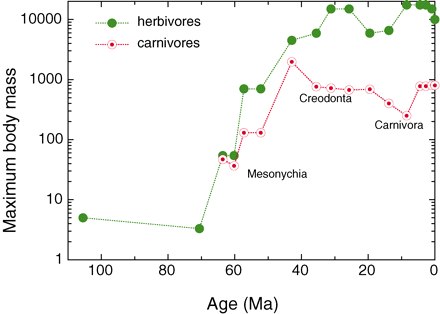 herbivores
carnivores
10000
1000
100
10
1
Maximum body mass
Creodonta
Carnivora
Mesonychia
100
80
60
40
20
0
Age (Ma)